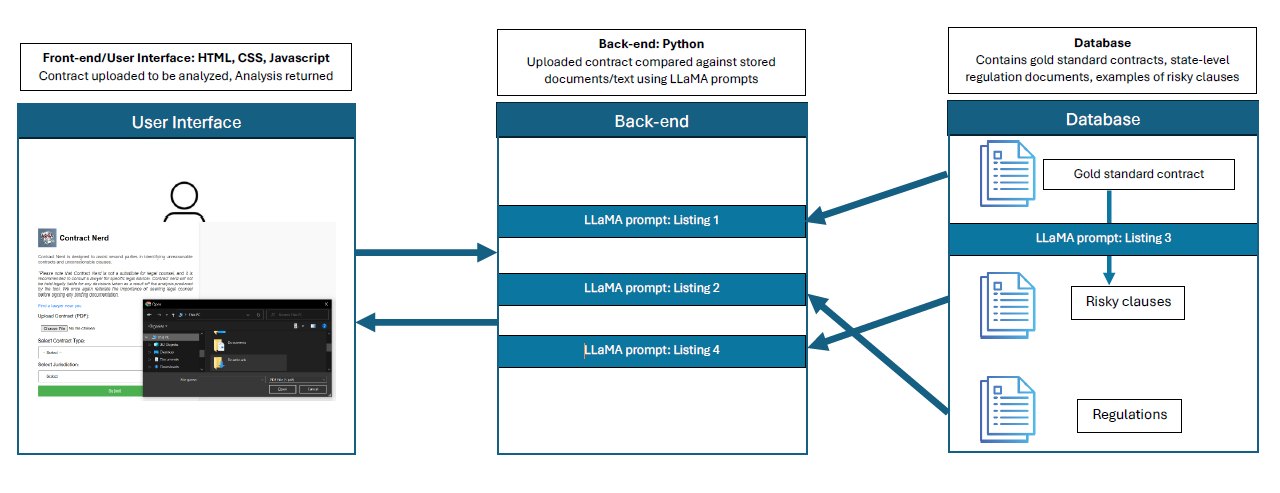 Front-end/User Interface: HTML, CSS, Javascript
Contract uploaded to be analyzed, Analysis returned
User Interface
Contract Nerd
Contract Nerd is designed to assist second parties in identifying unreasonable
contracts and unconscionable clauses.
*Please note that Contract Nerd is not a substitute for legal counsel, and it is
recommended to consult a lawyer for specific legal advice. Contract Nerd will not
be held legally liable for any decisions taken as a result of the analysis produced
by the tool. We once again reiterate the importance of seeking legal counsel
before signing any binding documentation.
Find a lawyer near you
Upload Contract (PDF):
Choose File No file chosen
Select Contract Type:
-- Select --
Select Jurisdiction:
Select
Open
This PC
Organize
This PC
3D Objects
Desktop
Documents
Downloads
Documents
Downloads
File name:
Open
Cancel
Back-end: Python
Uploaded contract compared against stored
documents/text using LLaMA prompts
Back-end
LLaMA prompt: Listing 1
LLaMA prompt: Listing 2
LLaMA prompt: Listing 4
Database
Contains gold standard contracts, state-level
regulation documents, examples of risky clauses
Database
Gold standard contract
LLaMA prompt: Listing 3
Risky clauses
Regulations